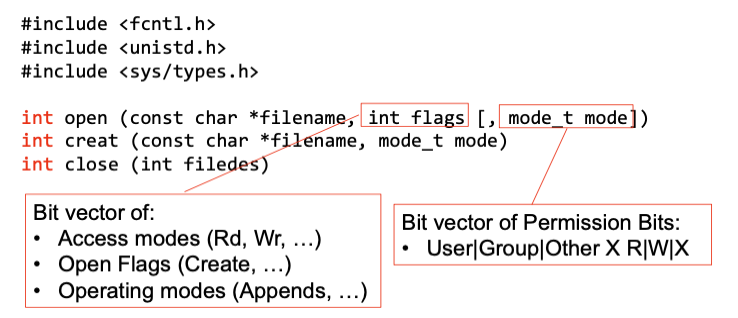 #include <fcntl.h>
#include <unistd.h>
#include <sys/types.h>
int open (const char *filename, int flags [, mode_t mode])
int creat (const char *filename, mode_t mode)
int close (int filedes)
Bit vector of:
• Access modes (Rd, Wr, …)
• Open Flags (Create, …)
• Operating modes (Appends, …)
Bit vector of Permission Bits:
• User|Group|Other X R|W|X